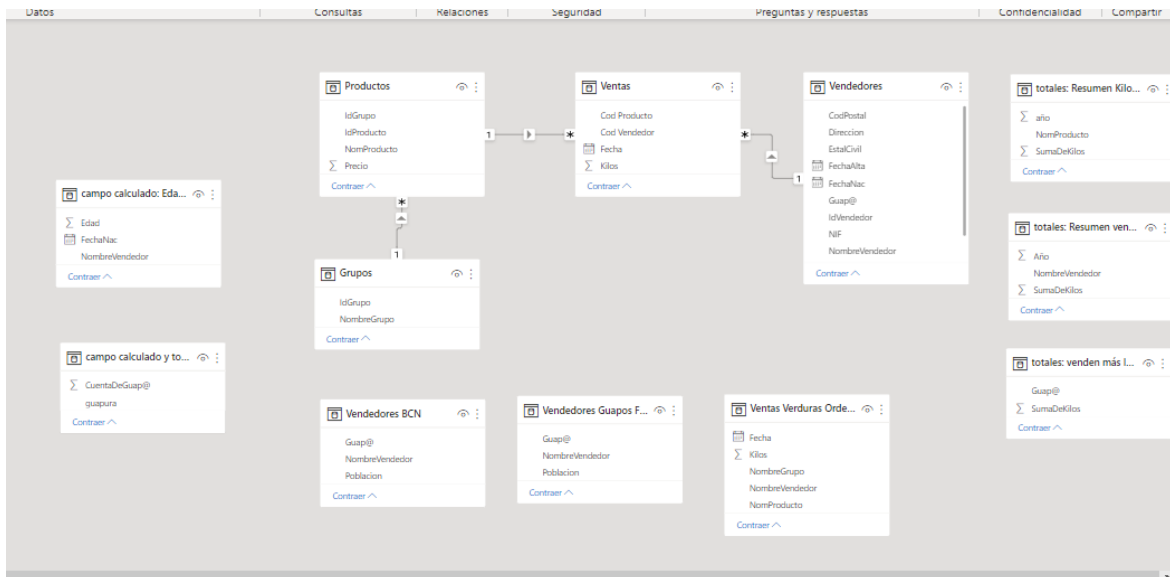 Datos Consultas Relaciones Seguridad Preguntas y respuestas Confidencialidad Compartir
Productos
IdGrupo
IdProducto
NomProducto
Σ Precio
Contraer
Ventas
Cod Producto
Cod Vendedor
Fecha
Σ Kilos
Contraer
Vendedores
CodPostal
Direccion
EstalCivil
FechaAlta
FechaNac
Guap@
IdVendedor
NIF
NombreVendedor
Contraer
totales: Resumen Kilo...
Σ año
NomProducto
Σ SumaDeKilos
Contraer
1
*
*
1
campo calculado: Eda...
Σ Edad
FechaNac
NombreVendedor
Contraer
*
1
Grupos
IdGrupo
NombreGrupo
Contraer
totales: Resumen ven...
Σ Año
NombreVendedor
Σ SumaDeKilos
Contraer
campo calculado y to...
Σ CuentaDeGuap@
guapura
Contraer
totales: venden más l...
Guap@
Σ SumaDeKilos
Contraer
Vendedores BCN
Guap@
NombreVendedor
Poblacion
Contraer
Vendedores Guapos F...
Guap@
NombreVendedor
Poblacion
Contraer
Ventas Verduras Orde...
Fecha
Σ Kilos
NombreGrupo
NombreVendedor
NomProducto
Contraer